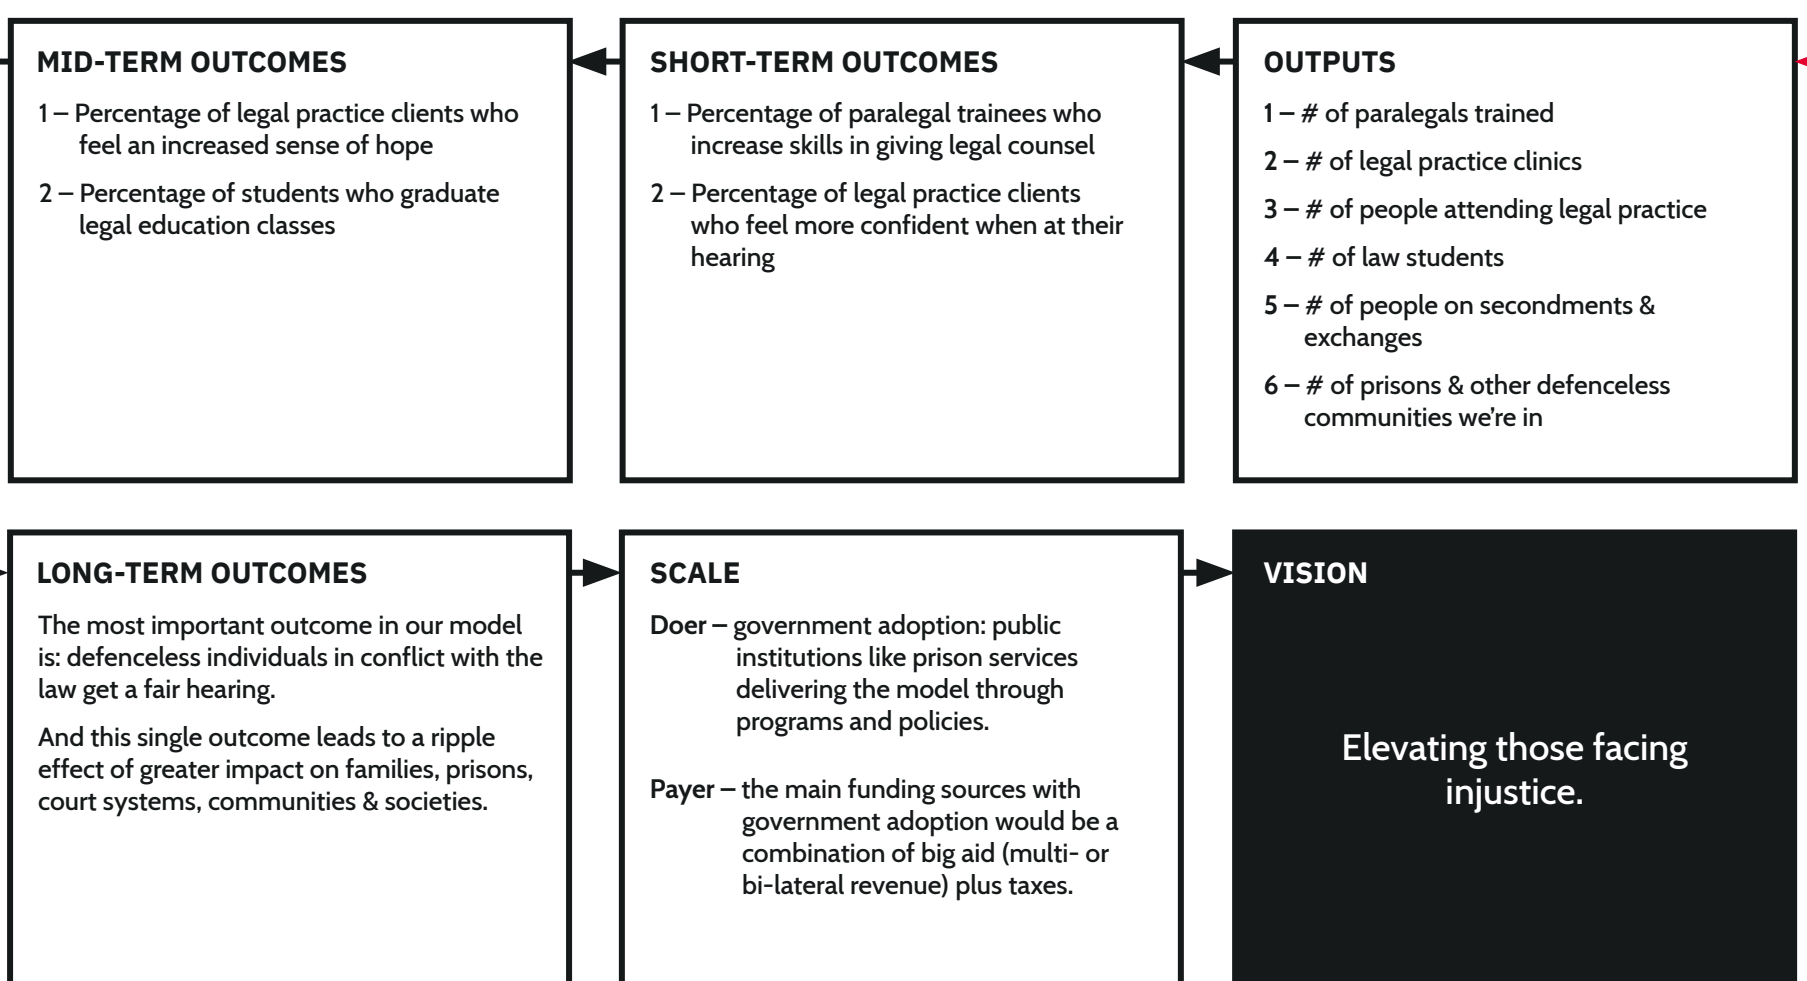 MID-TERM OUTCOMES
1 – Percentage of legal practice clients who
feel an increased sense of hope
2 – Percentage of students who graduate
legal education classes
SHORT-TERM OUTCOMES
1 – Percentage of paralegal trainees who
increase skills in giving legal counsel
2 – Percentage of legal practice clients
who feel more confident when at their
hearing
OUTPUTS
1 – # of paralegals trained
2 – # of legal practice clinics
3 – # of people attending legal practice
4 – # of law students
5 – # of people on secondments &
exchanges
6 – # of prisons & other defenceless
communities we're in
LONG-TERM OUTCOMES
The most important outcome in our model
is: defenceless individuals in conflict with the
law get a fair hearing.
And this single outcome leads to a ripple
effect of greater impact on families, prisons,
court systems, communities & societies.
SCALE
Doer – government adoption: public
institutions like prison services
delivering the model through
programs and policies.
Payer – the main funding sources with
government adoption would be a
combination of big aid (multi- or
bi-lateral revenue) plus taxes.
VISION
Elevating those facing
injustice.